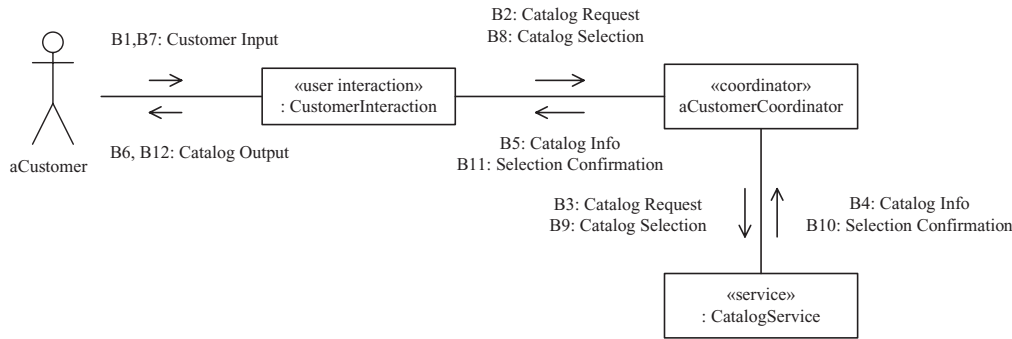 B2: Catalog Request
B8: Catalog Selection
B1,B7: Customer Input
«user interaction»
: CustomerInteraction
«coordinator»
aCustomerCoordinator
B6, B12: Catalog Output
aCustomer
B5: Catalog Info
B11: Selection Confirmation
B3: Catalog Request
B9: Catalog Selection
B4: Catalog Info
B10: Selection Confirmation
«service»
: CatalogService